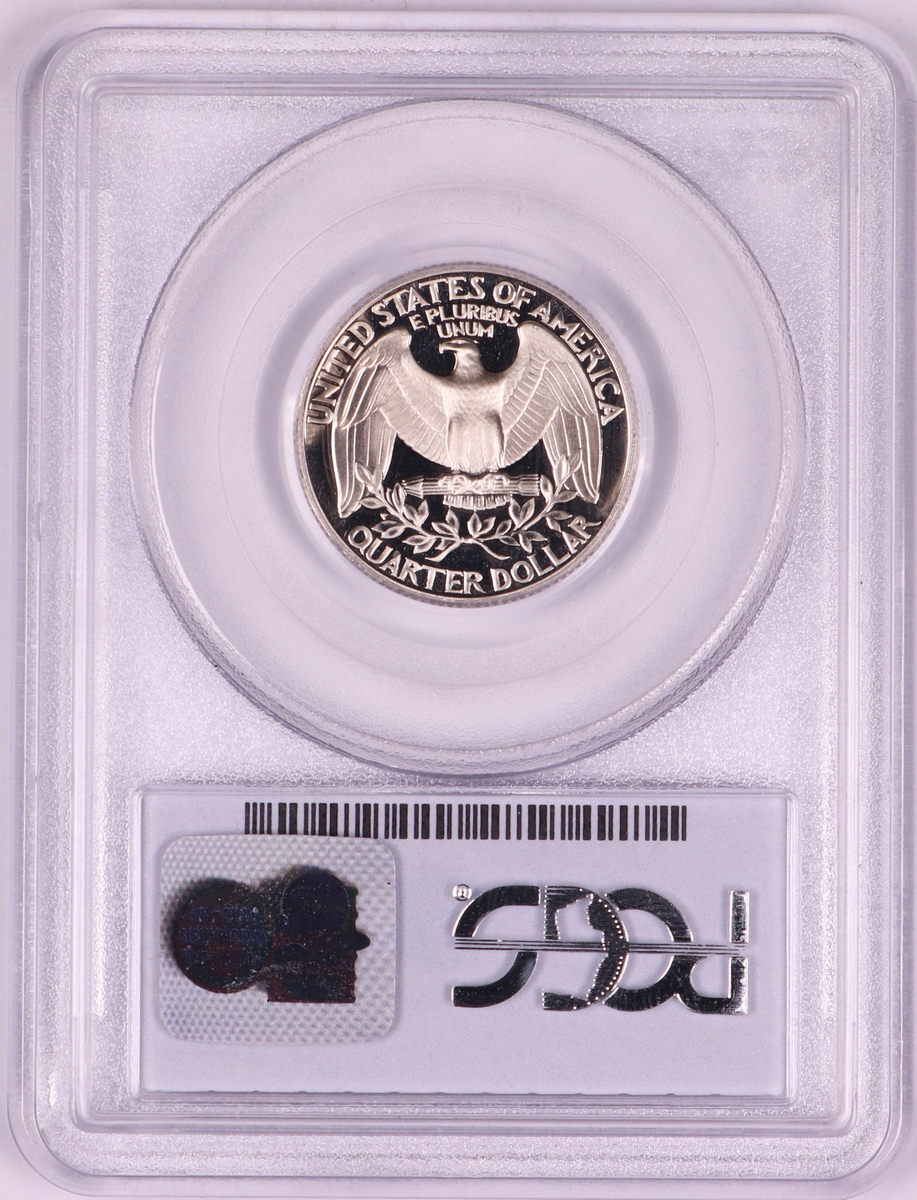 UNITED STATES OF AMERICA
E PLURIBUS
UNUM
QUARTER DOLLAR
®
PCGS